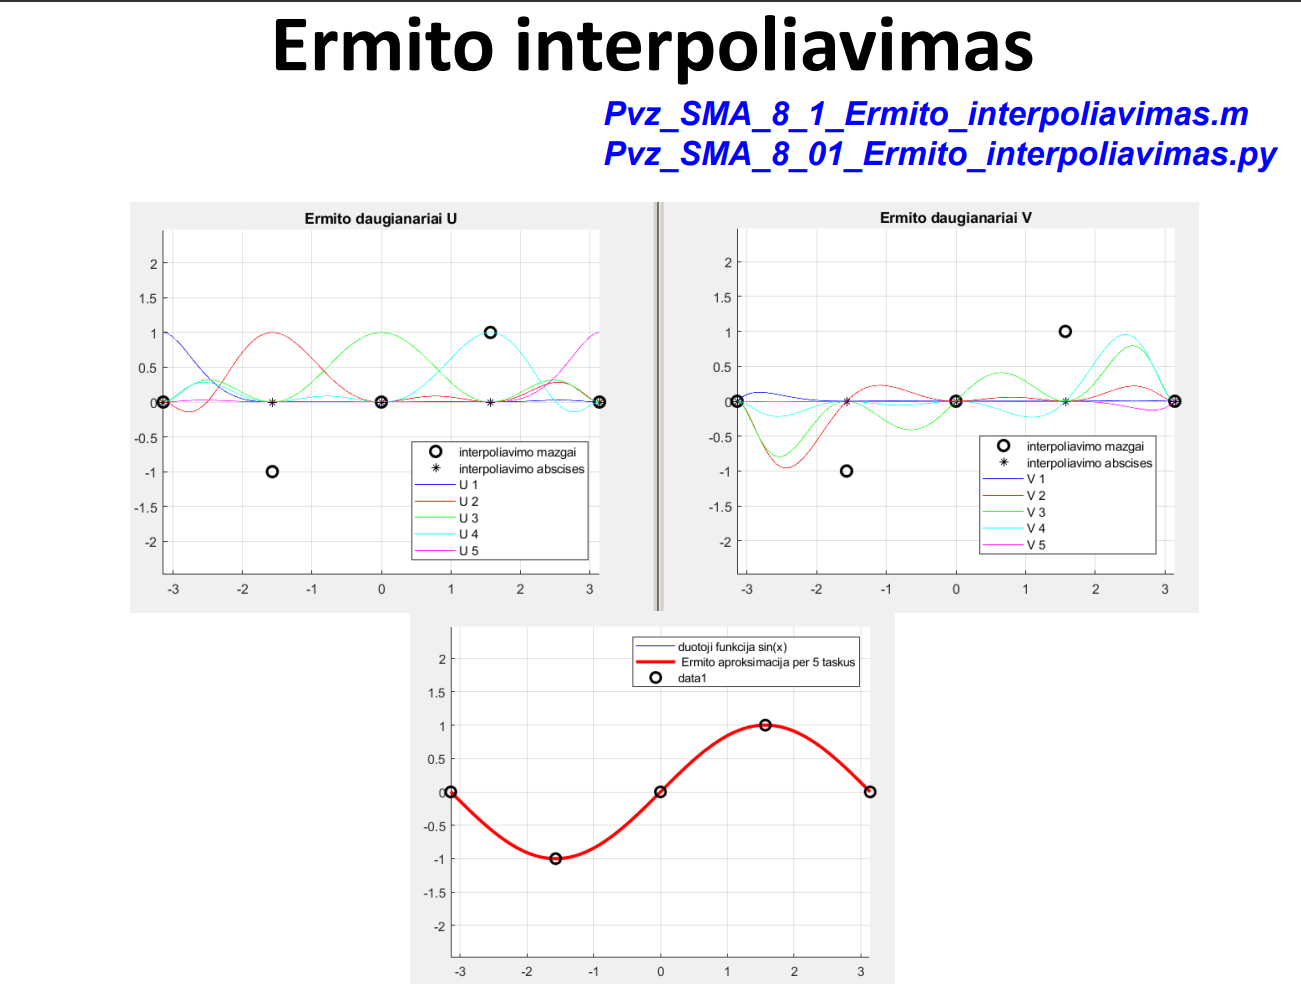 Ermito interpoliavimas
Pvz_SMA_8_1_Ermito_interpoliavimas.m
Pvz_SMA_8_01_Ermito_interpoliavimas.py
Ermito daugianariai U
2
1.5
1
0.5
0
-0.5
-1
-1.5
-2
-3
-2
-1
0
1
2
3
interpoliavimo mazgai
interpoliavimo abscises
U 1
U 2
U 3
U 4
U 5
Ermito daugianariai V
2
1.5
1
0.5
0
-0.5
-1
-1.5
-2
-3
-2
-1
0
1
2
3
interpoliavimo mazgai
interpoliavimo abscises
V 1
V 2
V 3
V 4
V 5
duotoji funkcija sin(x)
Ermito aproksimacija per 5 taskus
data1
2
1.5
1
0.5
0
-0.5
-1
-1.5
-2
-3
-2
-1
0
1
2
3